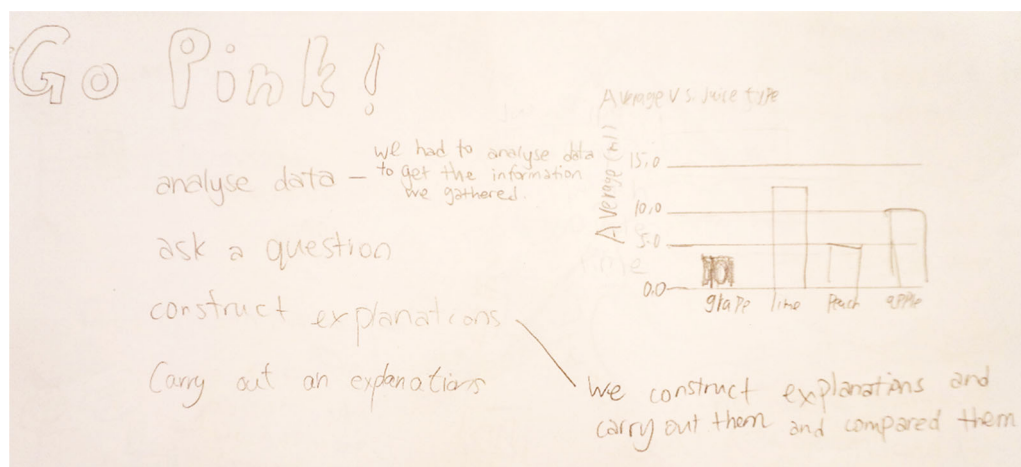 Go Pink!
Average vs. juice type
analyse data – we had to analyse data
to get the information
we gathered.
ask a question
construct explanations
Carry out an explanations
we construct explanations and
carry out them and compared them
Average
15.0
10.0
5.0
0.0
grape lime Peach apple